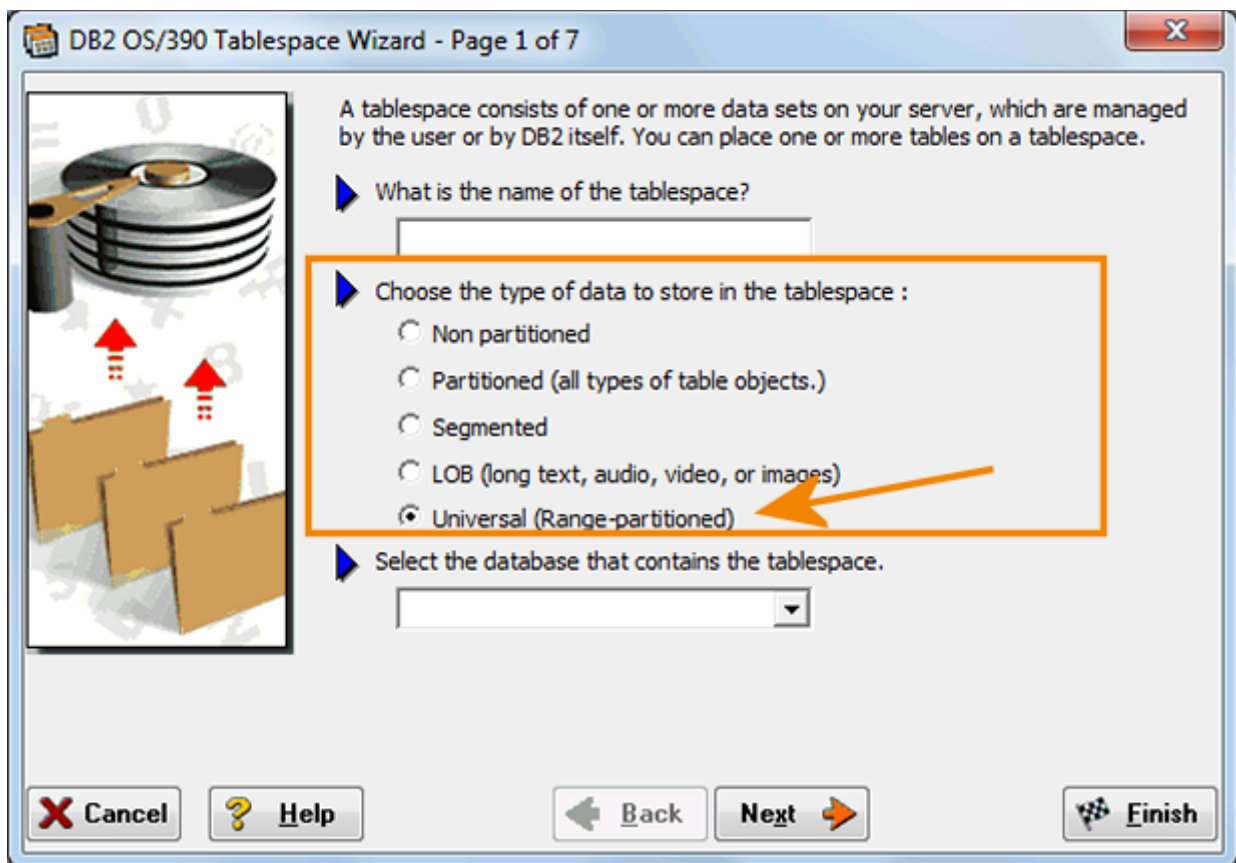 DB2 OS/390 Tablespace Wizard - Page 1 of 7
A tablespace consists of one or more data sets on your server, which are managed
by the user or by DB2 itself. You can place one or more tables on a tablespace.
What is the name of the tablespace?
Choose the type of data to store in the tablespace :
Non partitioned
Partitioned (all types of table objects.)
Segmented
LOB (long text, audio, video, or images)
Universal (Range-partitioned)
Select the database that contains the tablespace.
Cancel
Help
Back
Next
Finish